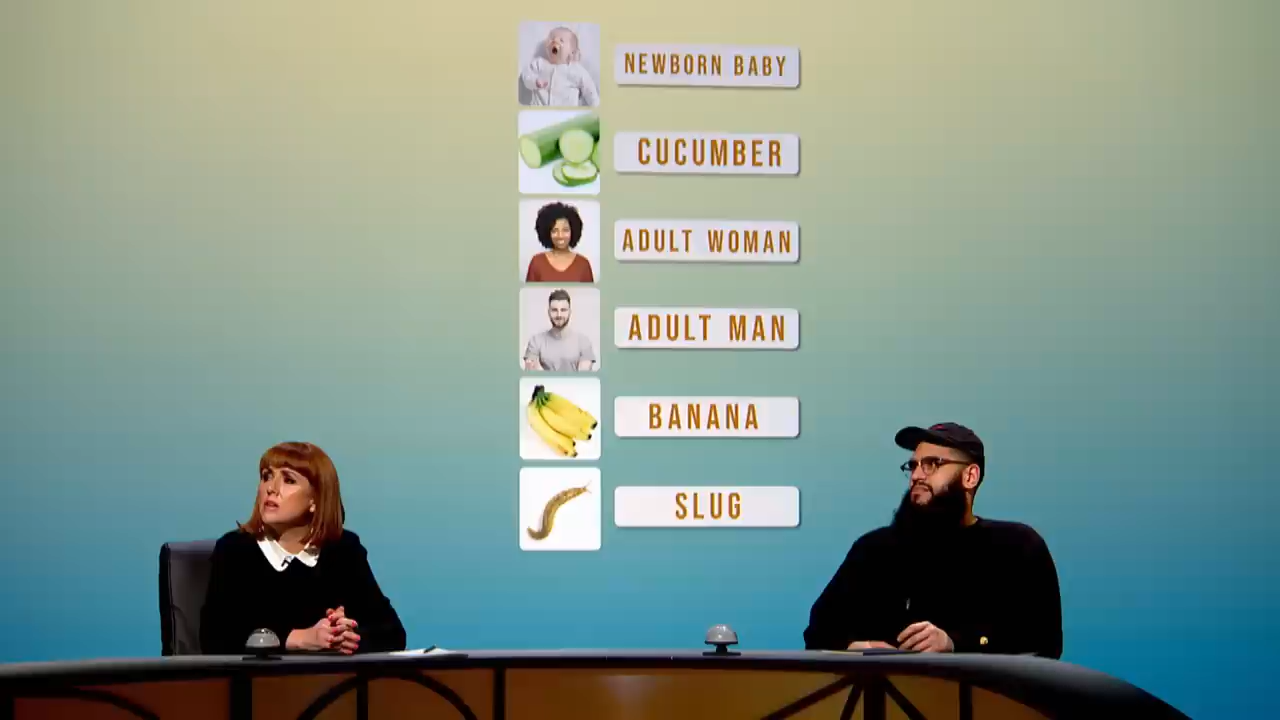 NEWBORN BABY
CUCUMBER
ADULT WOMAN
ADULT MAN
BANANA
SLUG